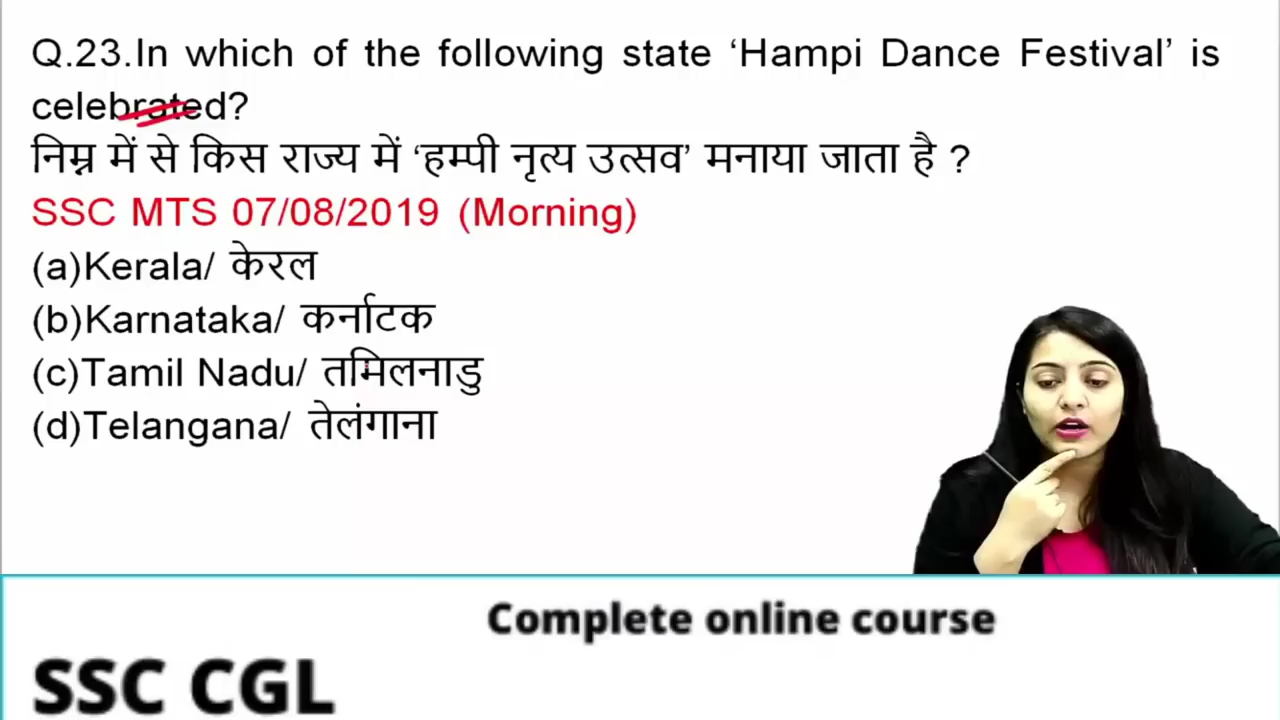 Q.23.In which of the following state ‘Hampi Dance Festival’ is
celebrated?
निम्न में से किस राज्य में ‘हम्पी नृत्य उत्सव’ मनाया जाता है ?
SSC MTS 07/08/2019 (Morning)
(a)Kerala/ केरल
(b)Karnataka/ कर्नाटक
(c)Tamil Nadu/ तमिलनाडु
(d)Telangana/ तेलंगाना
Complete online course
SSC CGL